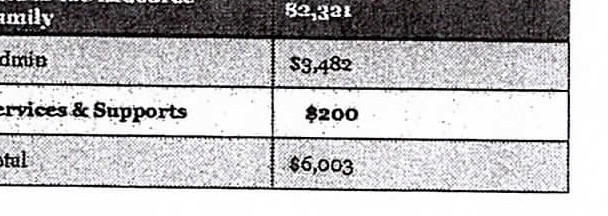 amily $2,321
dmin $3,482
ervices & Supports $200
otal $6,003